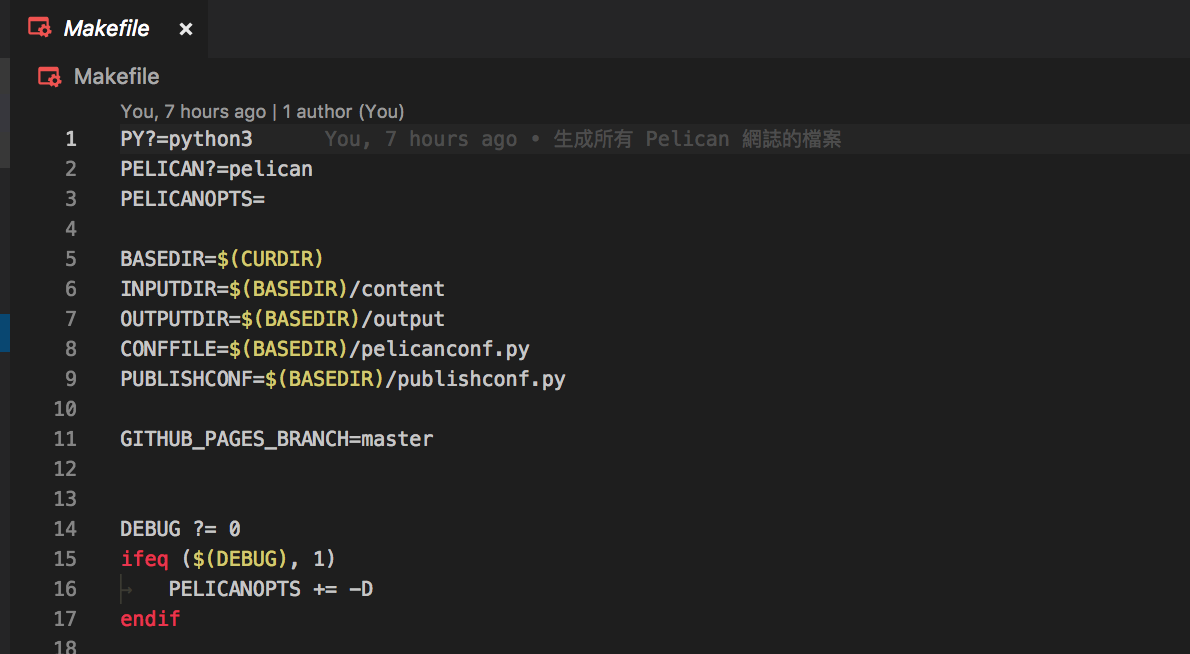 Makefile ×
Makefile
You, 7 hours ago | 1 author (You)
1 PY?=python3 You, 7 hours ago • 生成所有 Pelican 網誌的檔案
2 PELICAN?=pelican
3 PELICANOPTS=
4
5 BASEDIR=$(CURDIR)
6 INPUTDIR=$(BASEDIR)/content
7 OUTPUTDIR=$(BASEDIR)/output
8 CONFFILE=$(BASEDIR)/pelicanconf.py
9 PUBLISHCONF=$(BASEDIR)/publishconf.py
10
11 GITHUB_PAGES_BRANCH=master
12
13
14 DEBUG ?= 0
15 ifeq ($(DEBUG), 1)
16 → PELICANOPTS += -D
17 endif
18